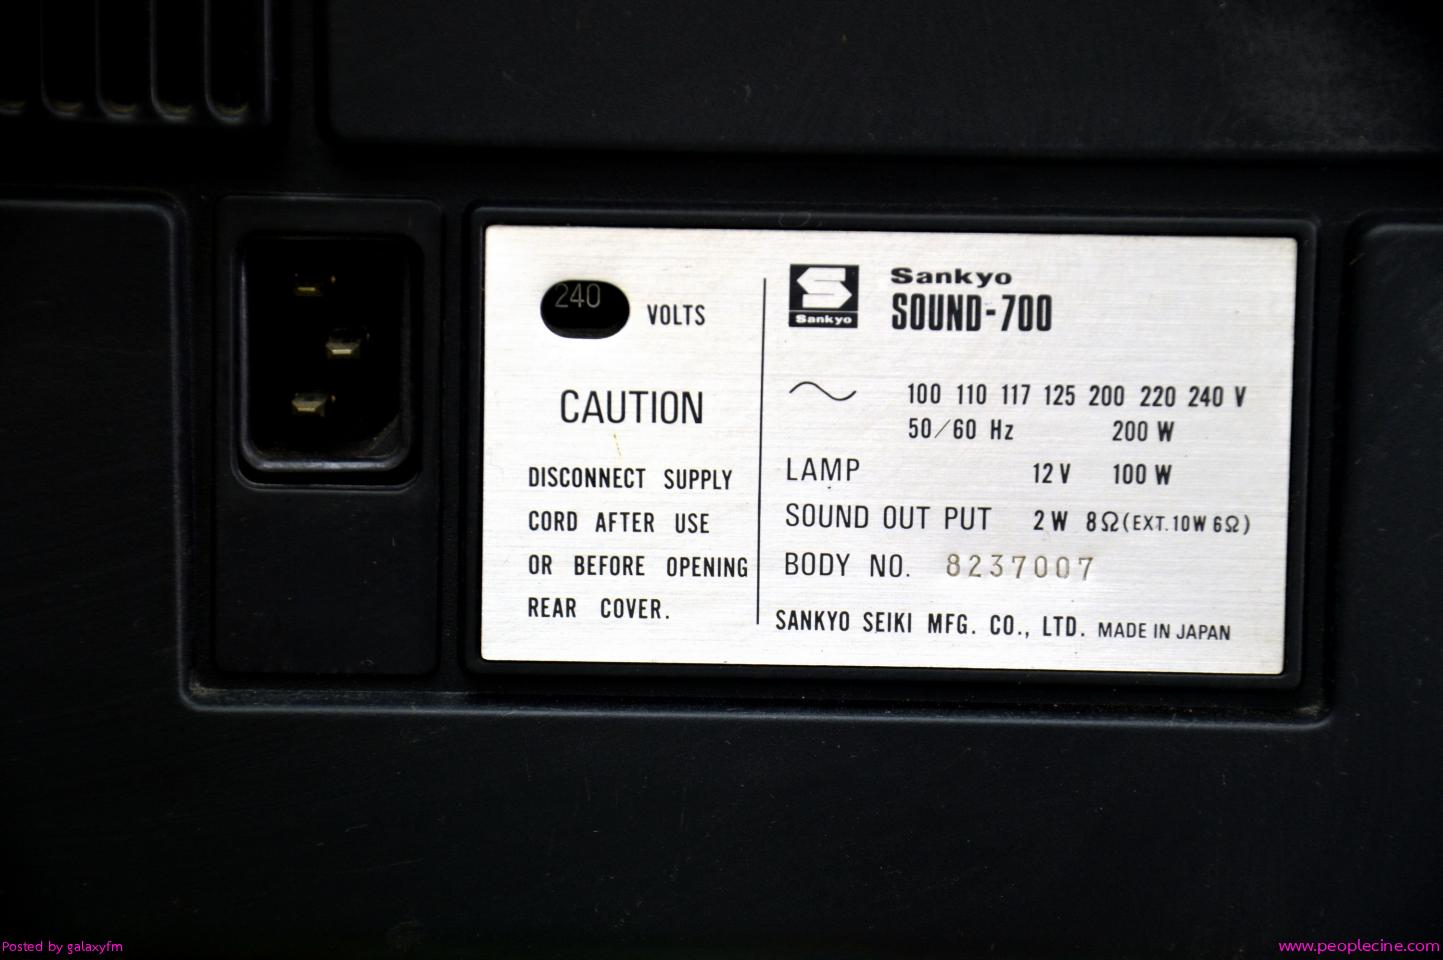 240 VOLTS
CAUTION
DISCONNECT SUPPLY
CORD AFTER USE
OR BEFORE OPENING
REAR COVER.
Sankyo
Sankyo
SOUND-700
100 110 117 125 200 220 240 V
50/60 Hz 200 W
LAMP 12 V 100 W
SOUND OUT PUT 2 W 8Ω(EXT. 10W 6Ω)
BODY NO. 8237007
SANKYO SEIKI MFG. CO., LTD. MADE IN JAPAN
Posted by galaxyfm
www.peoplecine.com